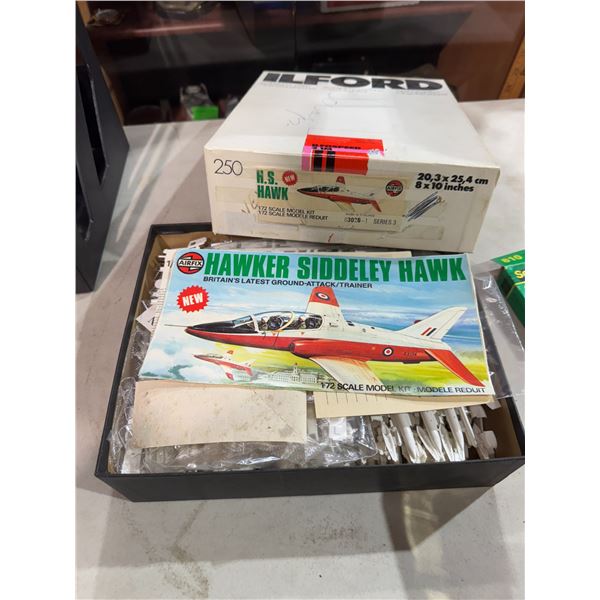 ILFORD
250
20,3 x 25,4 cm
8 x 10 inches
H.S.
HAWK
NEW
AIRFIX
1/72 SCALE MODEL KIT
1/72 SCALE MODELE REDUIT
SERIES 3
AIRFIX
HAWKER SIDDELEY HAWK
BRITAIN'S LATEST GROUND-ATTACK/TRAINER
NEW
1/72 SCALE MODEL KIT · MODELE REDUIT
810